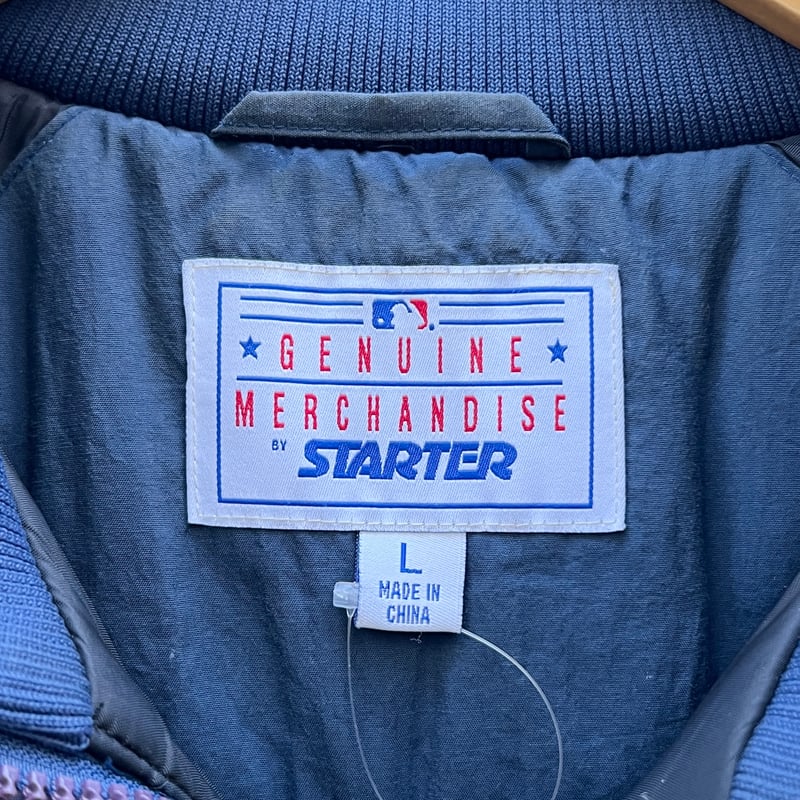 GENUINE
MERCHANDISE
BY STARTER
L
MADE IN
CHINA